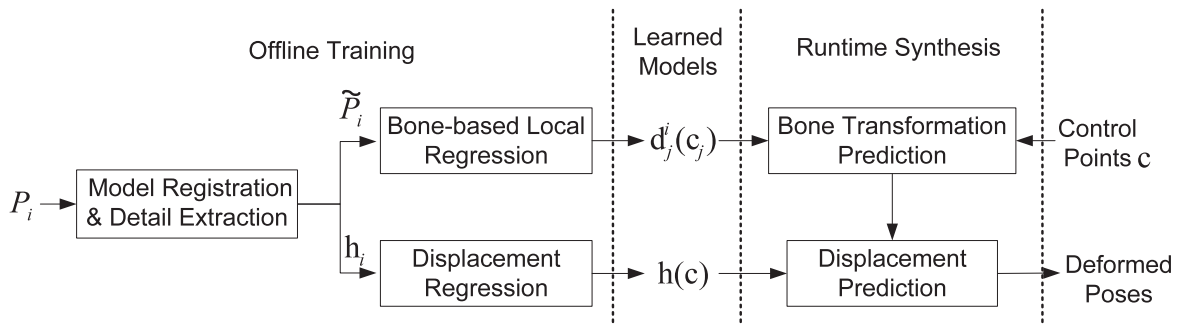 Offline Training
Learned
Models
Runtime Synthesis
P̃ᵢ
Bone-based Local
Regression
dⁱⱼ(cⱼ)
Bone Transformation
Prediction
Control
Points c
Pᵢ
Model Registration
& Detail Extraction
hᵢ
Displacement
Regression
h(c)
Displacement
Prediction
Deformed
Poses